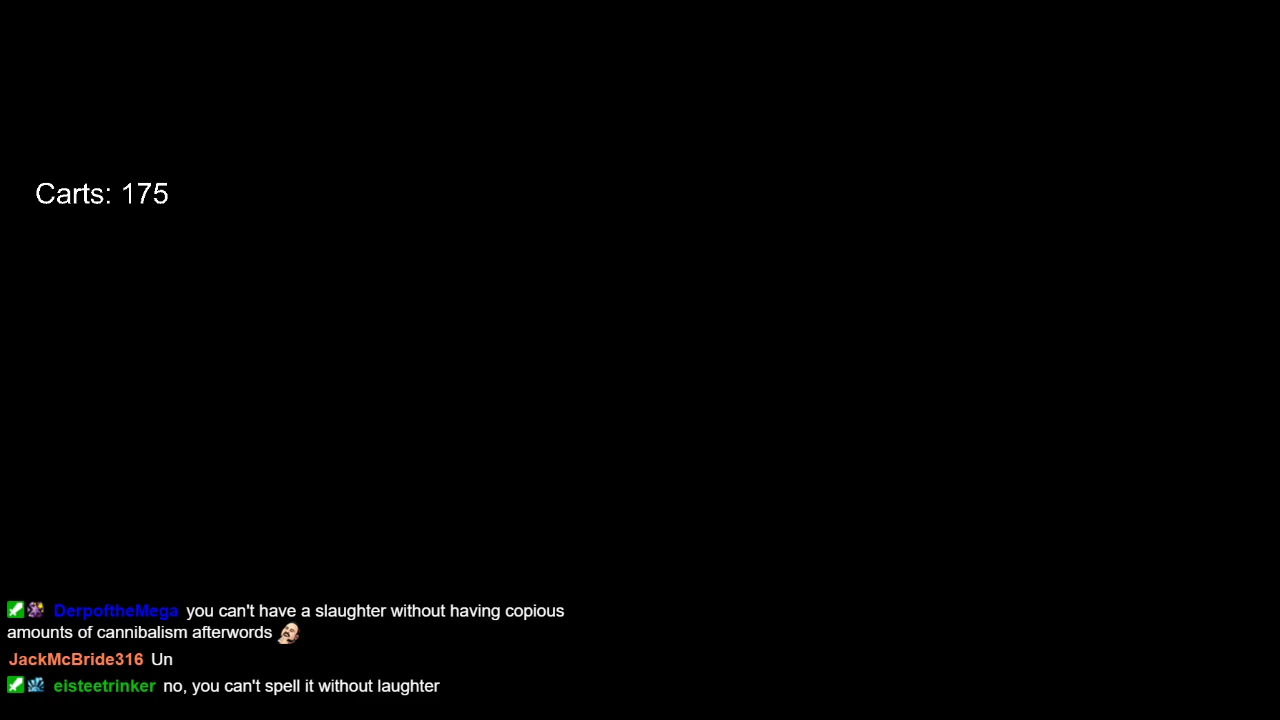 Carts: 175
DerpoftheMega you can't have a slaughter without having copious
amounts of cannibalism afterwords
JackMcBride316 Un
eisteetrinker no, you can't spell it without laughter